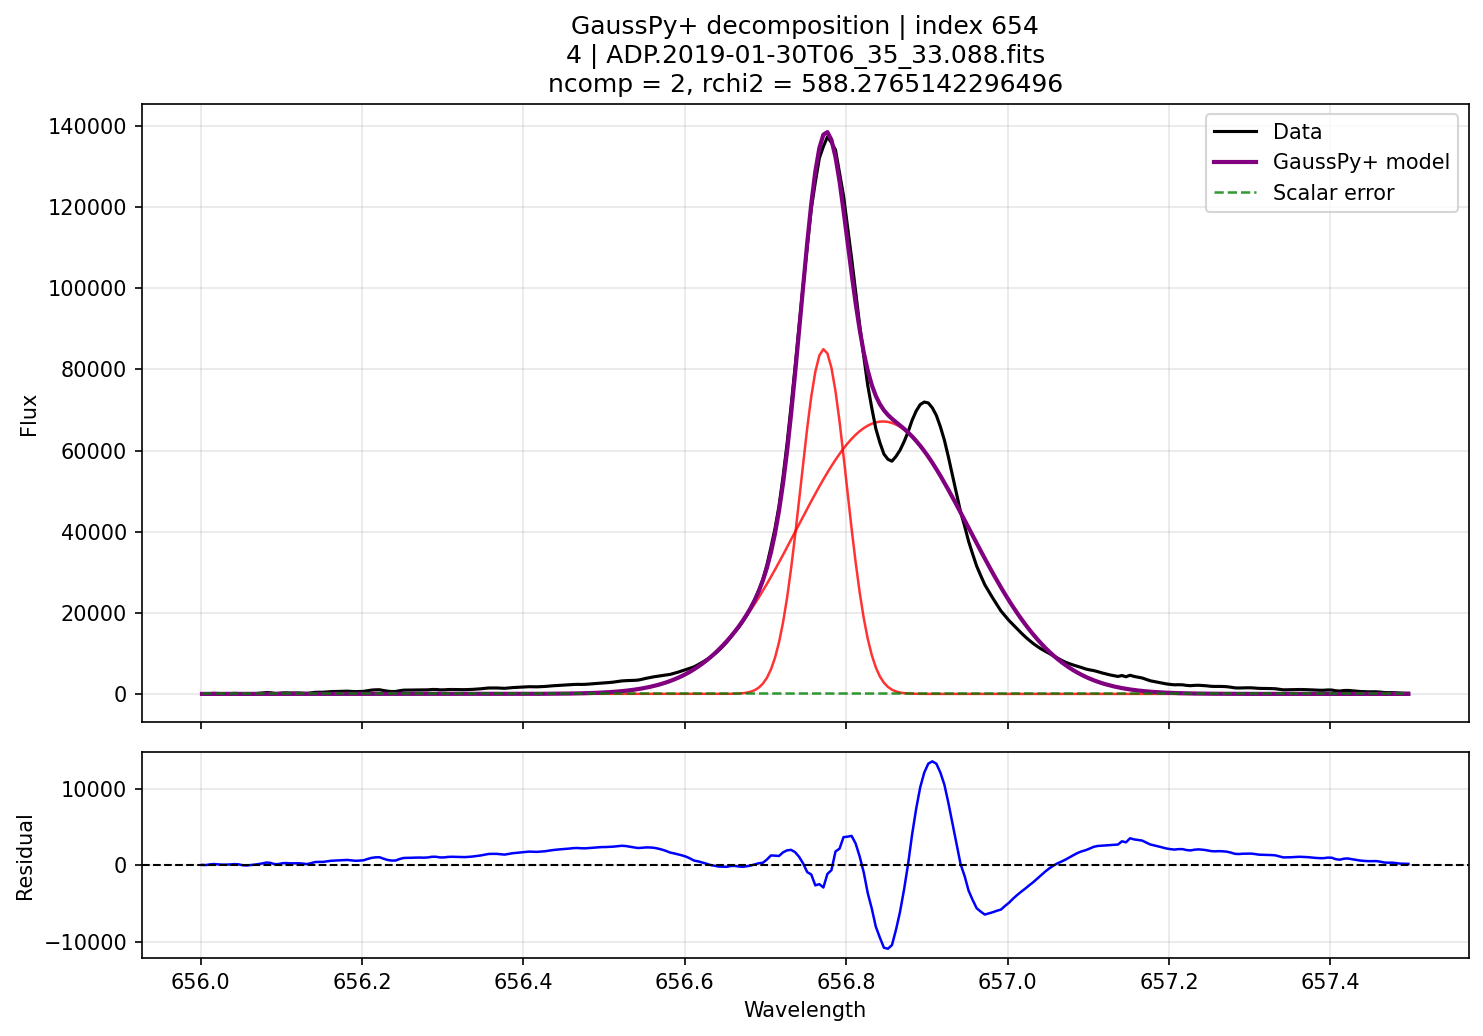 GaussPy+ decomposition | index 654
4 | ADP.2019-01-30T06_35_33.088.fits
ncomp = 2, rchi2 = 588.2765142296496
Data
GaussPy+ model
Scalar error
Flux
140000
120000
100000
80000
60000
40000
20000
0
Residual
10000
0
−10000
656.0
656.2
656.4
656.6
656.8
657.0
657.2
657.4
Wavelength